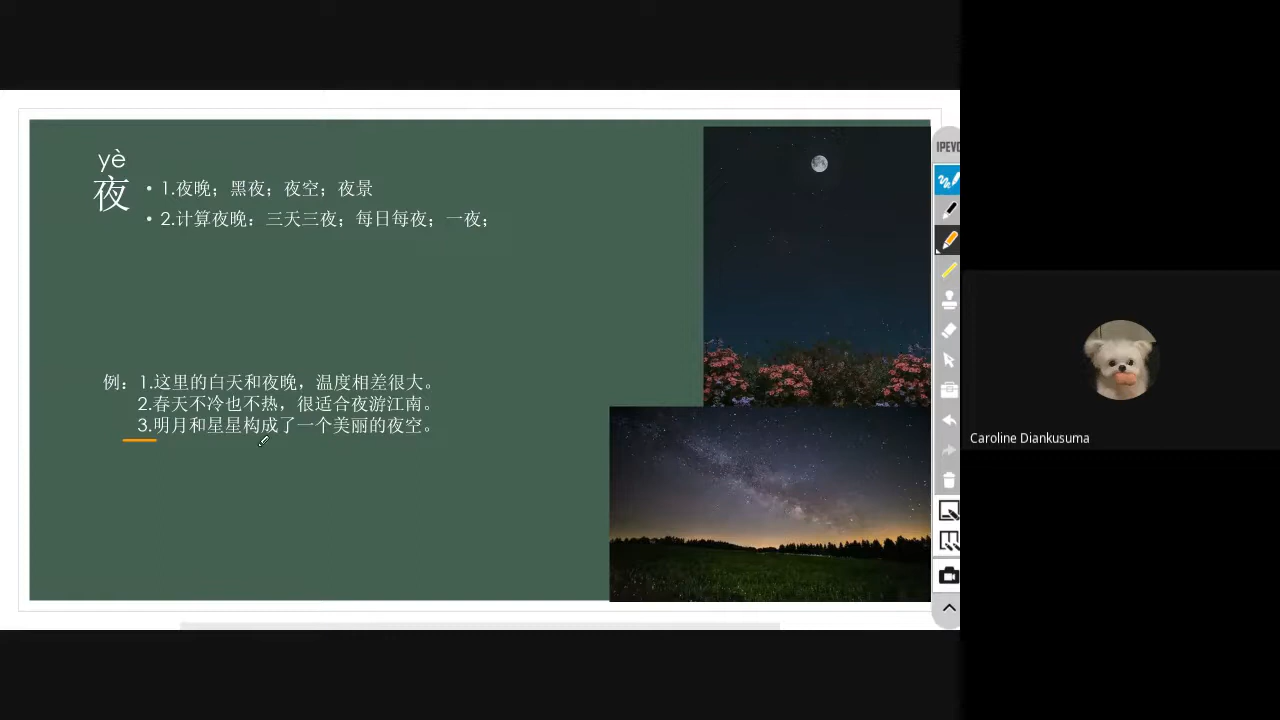 yè
夜
• 1.夜晚；黑夜；夜空；夜景
• 2.计算夜晚：三天三夜；每日每夜；一夜；
例：1.这里的白天和夜晚，温度相差很大。
2.春天不冷也不热，很适合夜游江南。
3.明月和星星构成了一个美丽的夜空。
IPEVO
Caroline Diankusuma